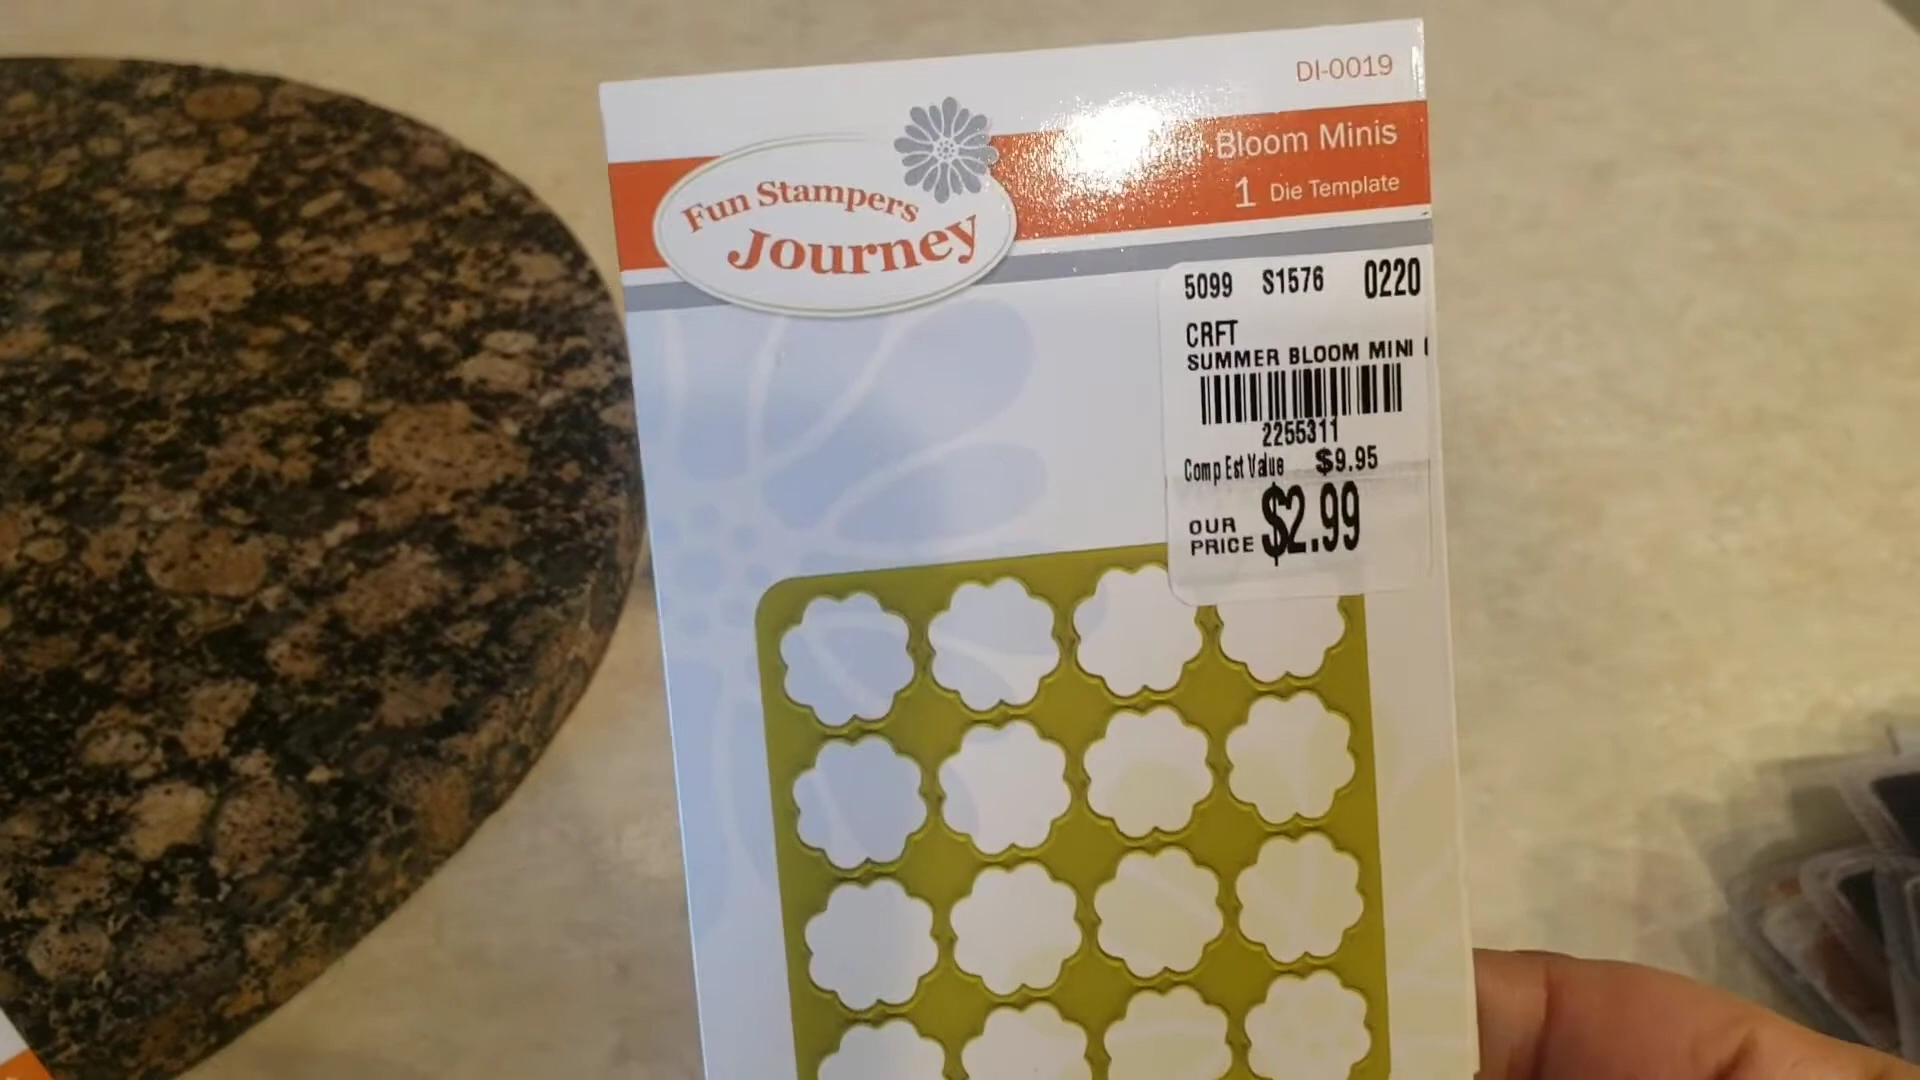 DI-0019
Bloom Minis
1 Die Template
Fun Stampers
Journey
5099 S1576 0220
CRFT
SUMMER BLOOM MINI
2255311
Comp Est Value $9.95
OUR
PRICE $2.99